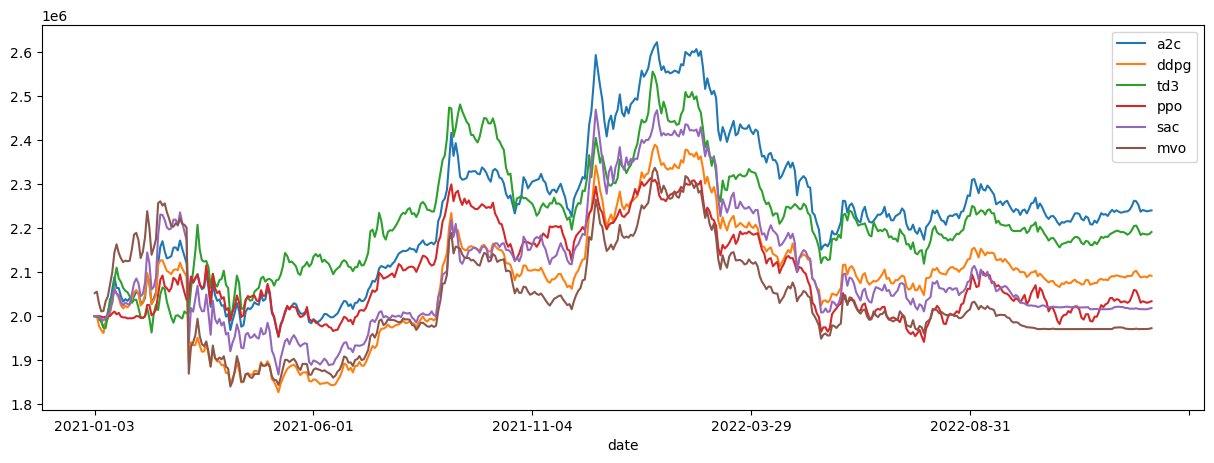 1e6
2.6
2.5
2.4
2.3
2.2
2.1
2.0
1.9
1.8
a2c
ddpg
td3
ppo
sac
mvo
2021-01-03 2021-06-01 2021-11-04 2022-03-29 2022-08-31
date